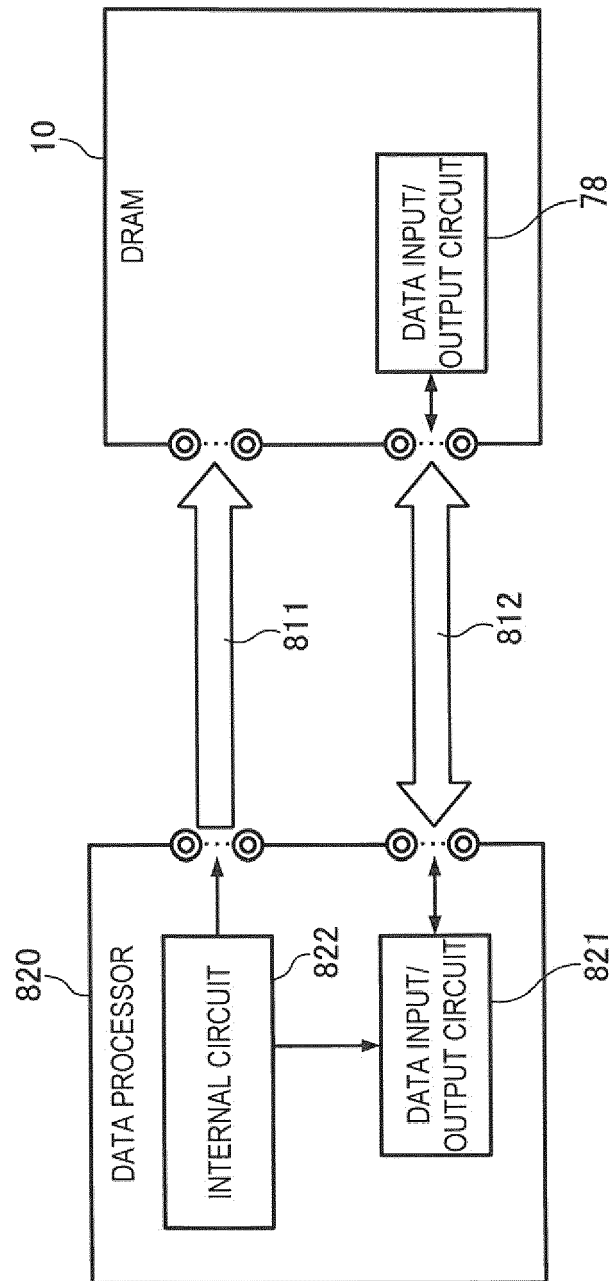 820
DATA PROCESSOR
INTERNAL CIRCUIT
822
DATA INPUT/
OUTPUT CIRCUIT
821
811
812
10
DRAM
DATA INPUT/
OUTPUT CIRCUIT
78